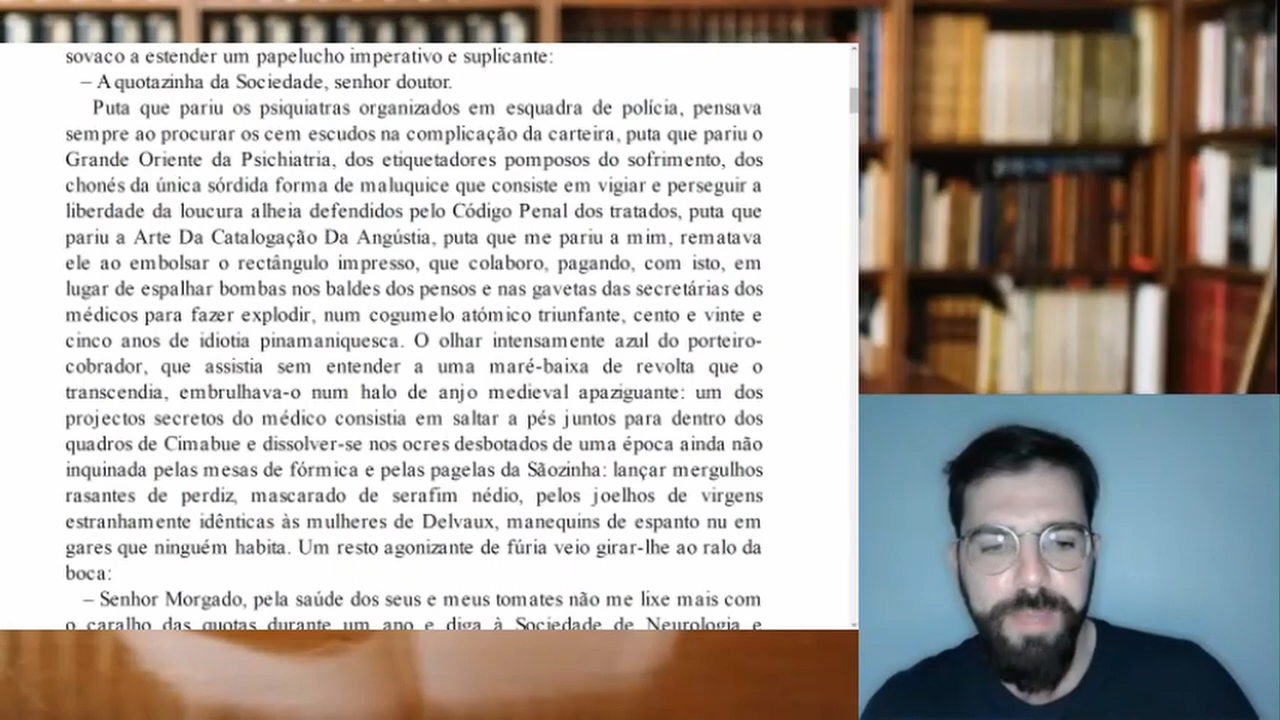 sovaco a estender um papelucho imperativo e suplicante:
– A quotazinha da Sociedade, senhor doutor.
Puta que pariu os psiquiatras organizados em esquadra de polícia, pensava
sempre ao procurar os cem escudos na complicação da carteira, puta que pariu o
Grande Oriente da Psichiatria, dos etiquetadores pomposos do sofrimento, dos
chonés da única sórdida forma de maluquice que consiste em vigiar e perseguir a
liberdade da loucura alheia defendidos pelo Código Penal dos tratados, puta que
pariu a Arte Da Catalogação Da Angústia, puta que me pariu a mim, rematava
ele ao embolsar o rectângulo impresso, que colaboro, pagando, com isto, em
lugar de espalhar bombas nos baldes dos pensos e nas gavetas das secretárias dos
médicos para fazer explodir, num cogumelo atómico triunfante, cento e vinte e
cinco anos de idiotia pinamaniquesca. O olhar intensamente azul do porteiro-
cobrador, que assistia sem entender a uma maré-baixa de revolta que o
transcendia, embrulhava-o num halo de anjo medieval apaziguante: um dos
projectos secretos do médico consistia em saltar a pés juntos para dentro dos
quadros de Cimabue e dissolver-se nos ocres desbotados de uma época ainda não
inquinada pelas mesas de fórmica e pelas pagelas da Sãozinha: lançar mergulhos
rasantes de perdiz, mascarado de serafim nédio, pelos joelhos de virgens
estranhamente idênticas às mulheres de Delvaux, manequins de espanto nu em
gares que ninguém habita. Um resto agonizante de fúria veio girar-lhe ao ralo da
boca:
– Senhor Morgado, pela saúde dos seus e meus tomates não me lixe mais com
o caralho das quotas durante um ano e diga à Sociedade de Neurologia e